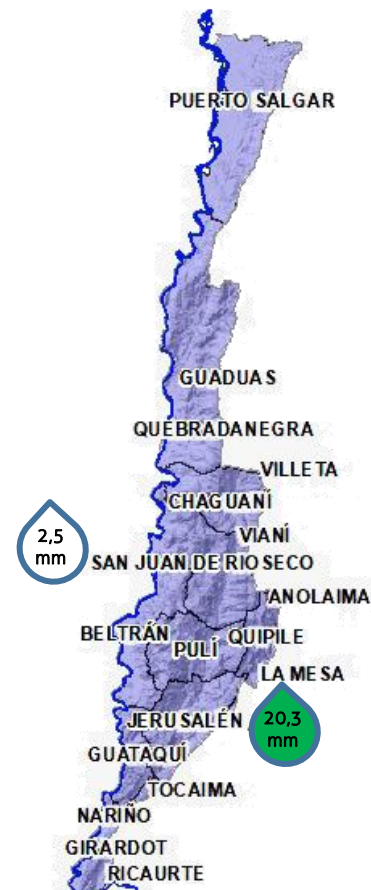 PUERTO SALGAR
GUADUAS
QUEBRADANEGRA
VILLETA
CHAGUANÍ
2,5
mm
VIANÍ
SAN JUAN DE RIOSECO
ANOLAIMA
BELTRÁN
QUIPILE
PULÍ
LA MESA
JERUSALÉN
20,3
mm
GUATAQUÍ
TOCAIMA
NARIÑO
GIRARDOT
RICAURTE